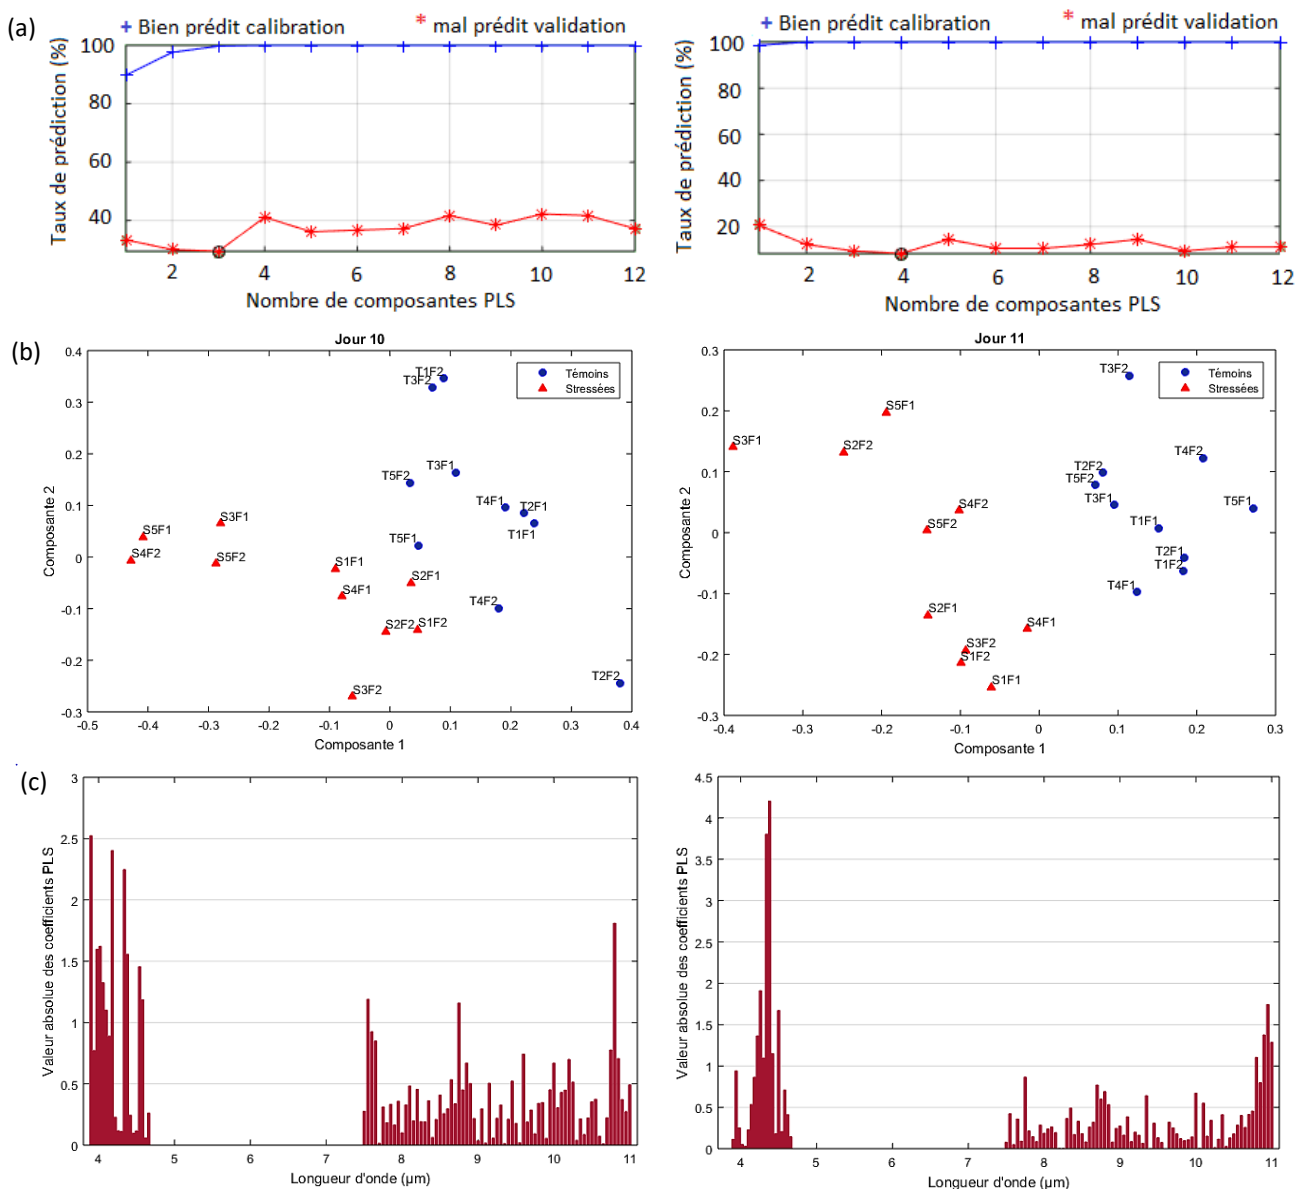 (a)
+ Bien prédit calibration
* mal prédit validation
Taux de prédiction (%)
100
80
60
40
2
4
6
8
10
12
Nombre de composantes PLS
+ Bien prédit calibration
* mal prédit validation
Taux de prédiction (%)
100
80
60
40
20
2
4
6
8
10
12
Nombre de composantes PLS
(b)
Jour 10
Témoins
Stressées
Composante 2
0.4
0.3
0.2
0.1
0
-0.1
-0.2
-0.3
T1F2
T3F2
T3F1
T5F2
T4F1
T2F1
T1F1
T5F1
S3F1
S5F1
S4F2
S5F2
S1F1
S2F1
S4F1
T4F2
S2F2
S1F2
S3F2
T2F2
-0.5
-0.4
-0.3
-0.2
-0.1
0
0.1
0.2
0.3
0.4
Composante 1
Jour 11
Témoins
Stressées
Composante 2
0.3
0.2
0.1
0
-0.1
-0.2
-0.3
T3F2
S5F1
S3F1
S2F2
T4F2
T2F2
T5F2
T3F1
T5F1
S4F2
S5F2
T1F1
T2F1
T1F2
T4F1
S2F1
S4F1
S3F2
S1F2
S1F1
-0.4
-0.3
-0.2
-0.1
0
0.1
0.2
0.3
Composante 1
(c)
Valeur absolue des coefficients PLS
3
2.5
2
1.5
1
0.5
0
4
5
6
7
8
9
10
11
Longueur d'onde (µm)
Valeur absolue des coefficients PLS
4.5
4
3.5
3
2.5
2
1.5
1
0.5
0
4
5
6
7
8
9
10
11
Longueur d'onde (µm)